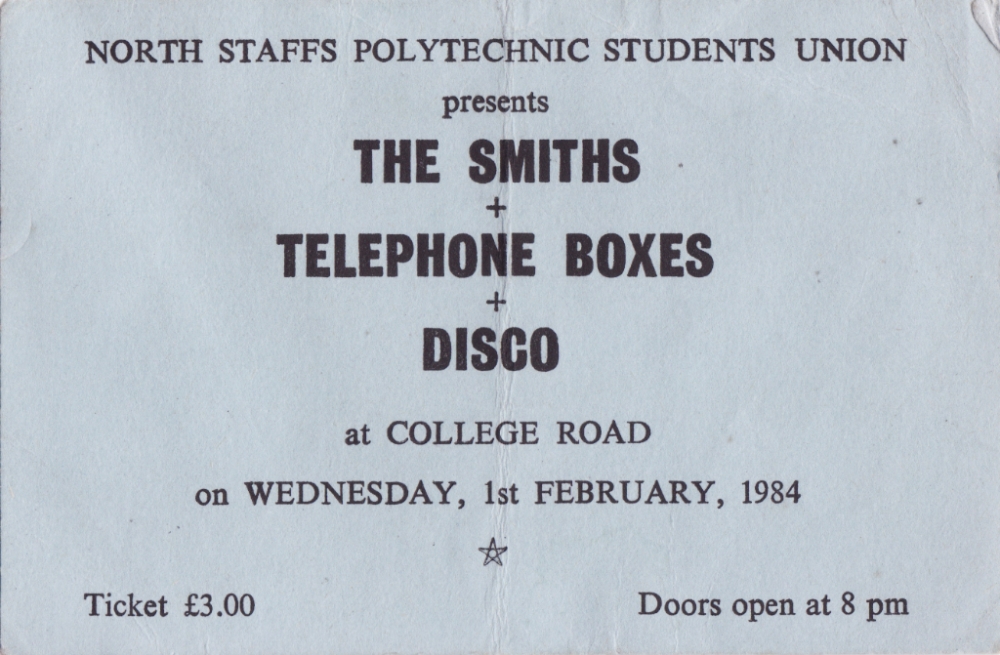 NORTH STAFFS POLYTECHNIC STUDENTS UNION
presents
THE SMITHS
+
TELEPHONE BOXES
+
DISCO
at COLLEGE ROAD
on WEDNESDAY, 1st FEBRUARY, 1984
Ticket £3.00
Doors open at 8 pm